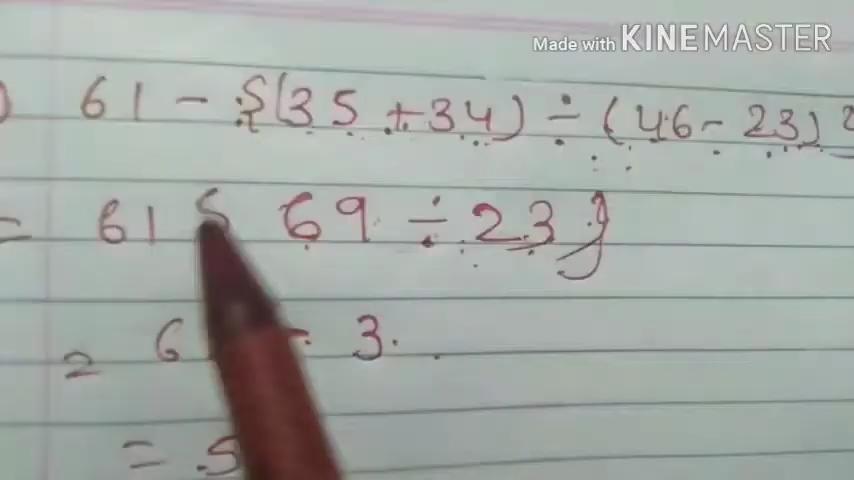 Made with KINEMASTER
) 61 - {(35 + 34) ÷ (46 - 23)}
= 61 { 69 ÷ 23 }
= 6 - 3.
= 5